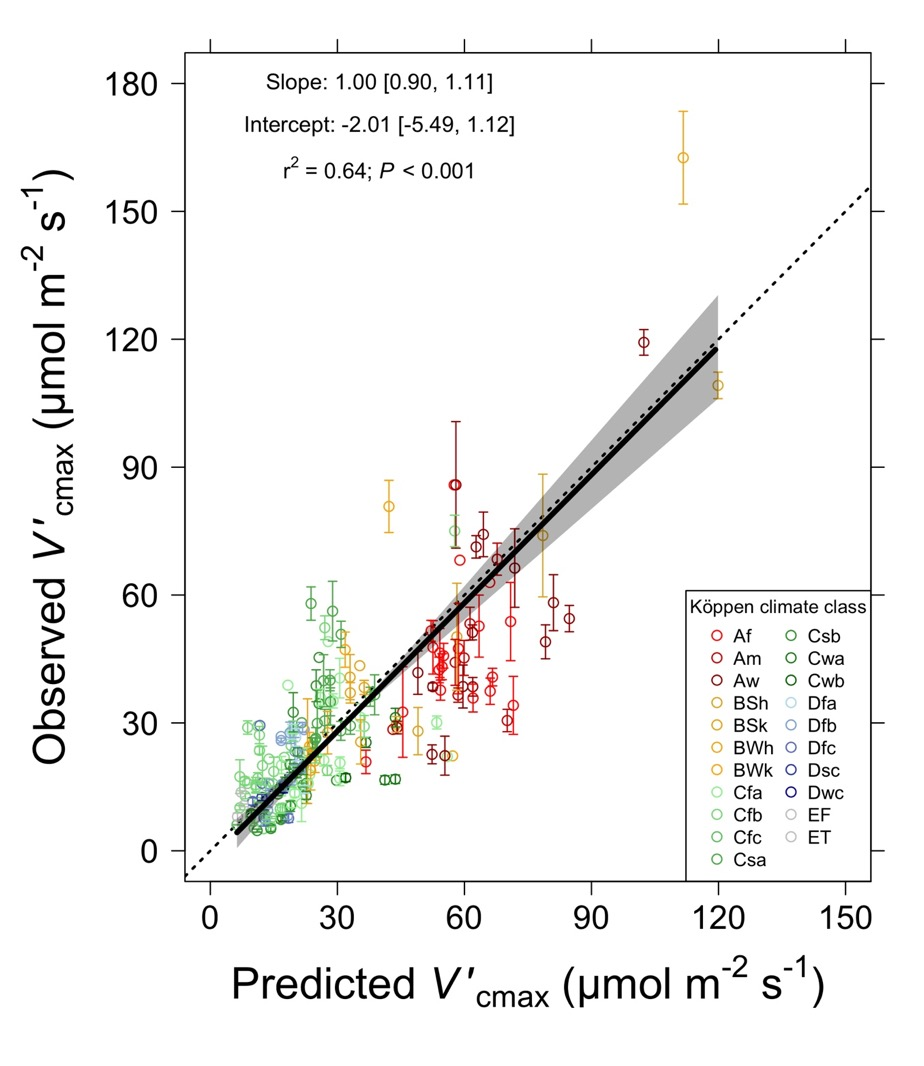 Slope: 1.00 [0.90, 1.11]
Intercept: -2.01 [-5.49, 1.12]
r² = 0.64; P < 0.001
180
150
120
90
60
30
0
Observed V′cmax (μmol m⁻² s⁻¹)
Köppen climate class
Af
Am
Aw
BSh
BSk
BWh
BWk
Cfa
Cfb
Cfc
Csa
Csb
Cwa
Cwb
Dfa
Dfb
Dfc
Dsc
Dwc
EF
ET
0 30 60 90 120 150
Predicted V′cmax (μmol m⁻² s⁻¹)